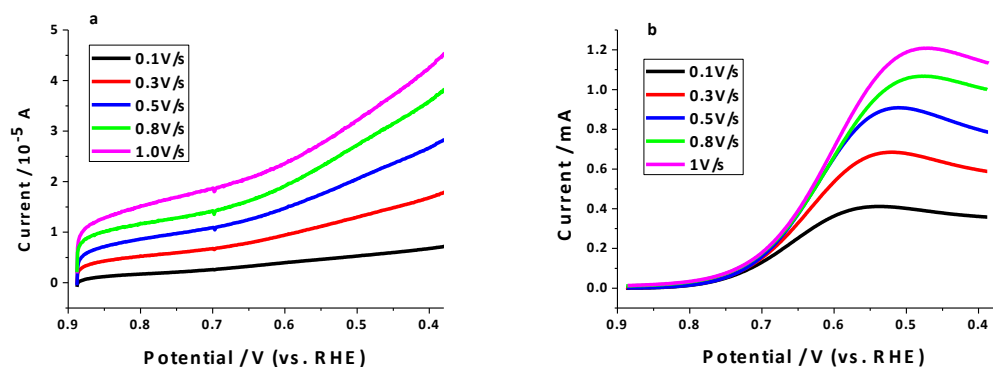 a
0.1V/s
0.3V/s
0.5V/s
0.8V/s
1.0V/s
5
4
3
2
1
0
0.9 0.8 0.7 0.6 0.5 0.4
Current /10⁻⁵ A
Potential /V (vs. RHE)
b
0.1V/s
0.3V/s
0.5V/s
0.8V/s
1V/s
1.2
1.0
0.8
0.6
0.4
0.2
0.0
0.9 0.8 0.7 0.6 0.5 0.4
Current /mA
Potential /V (vs. RHE)